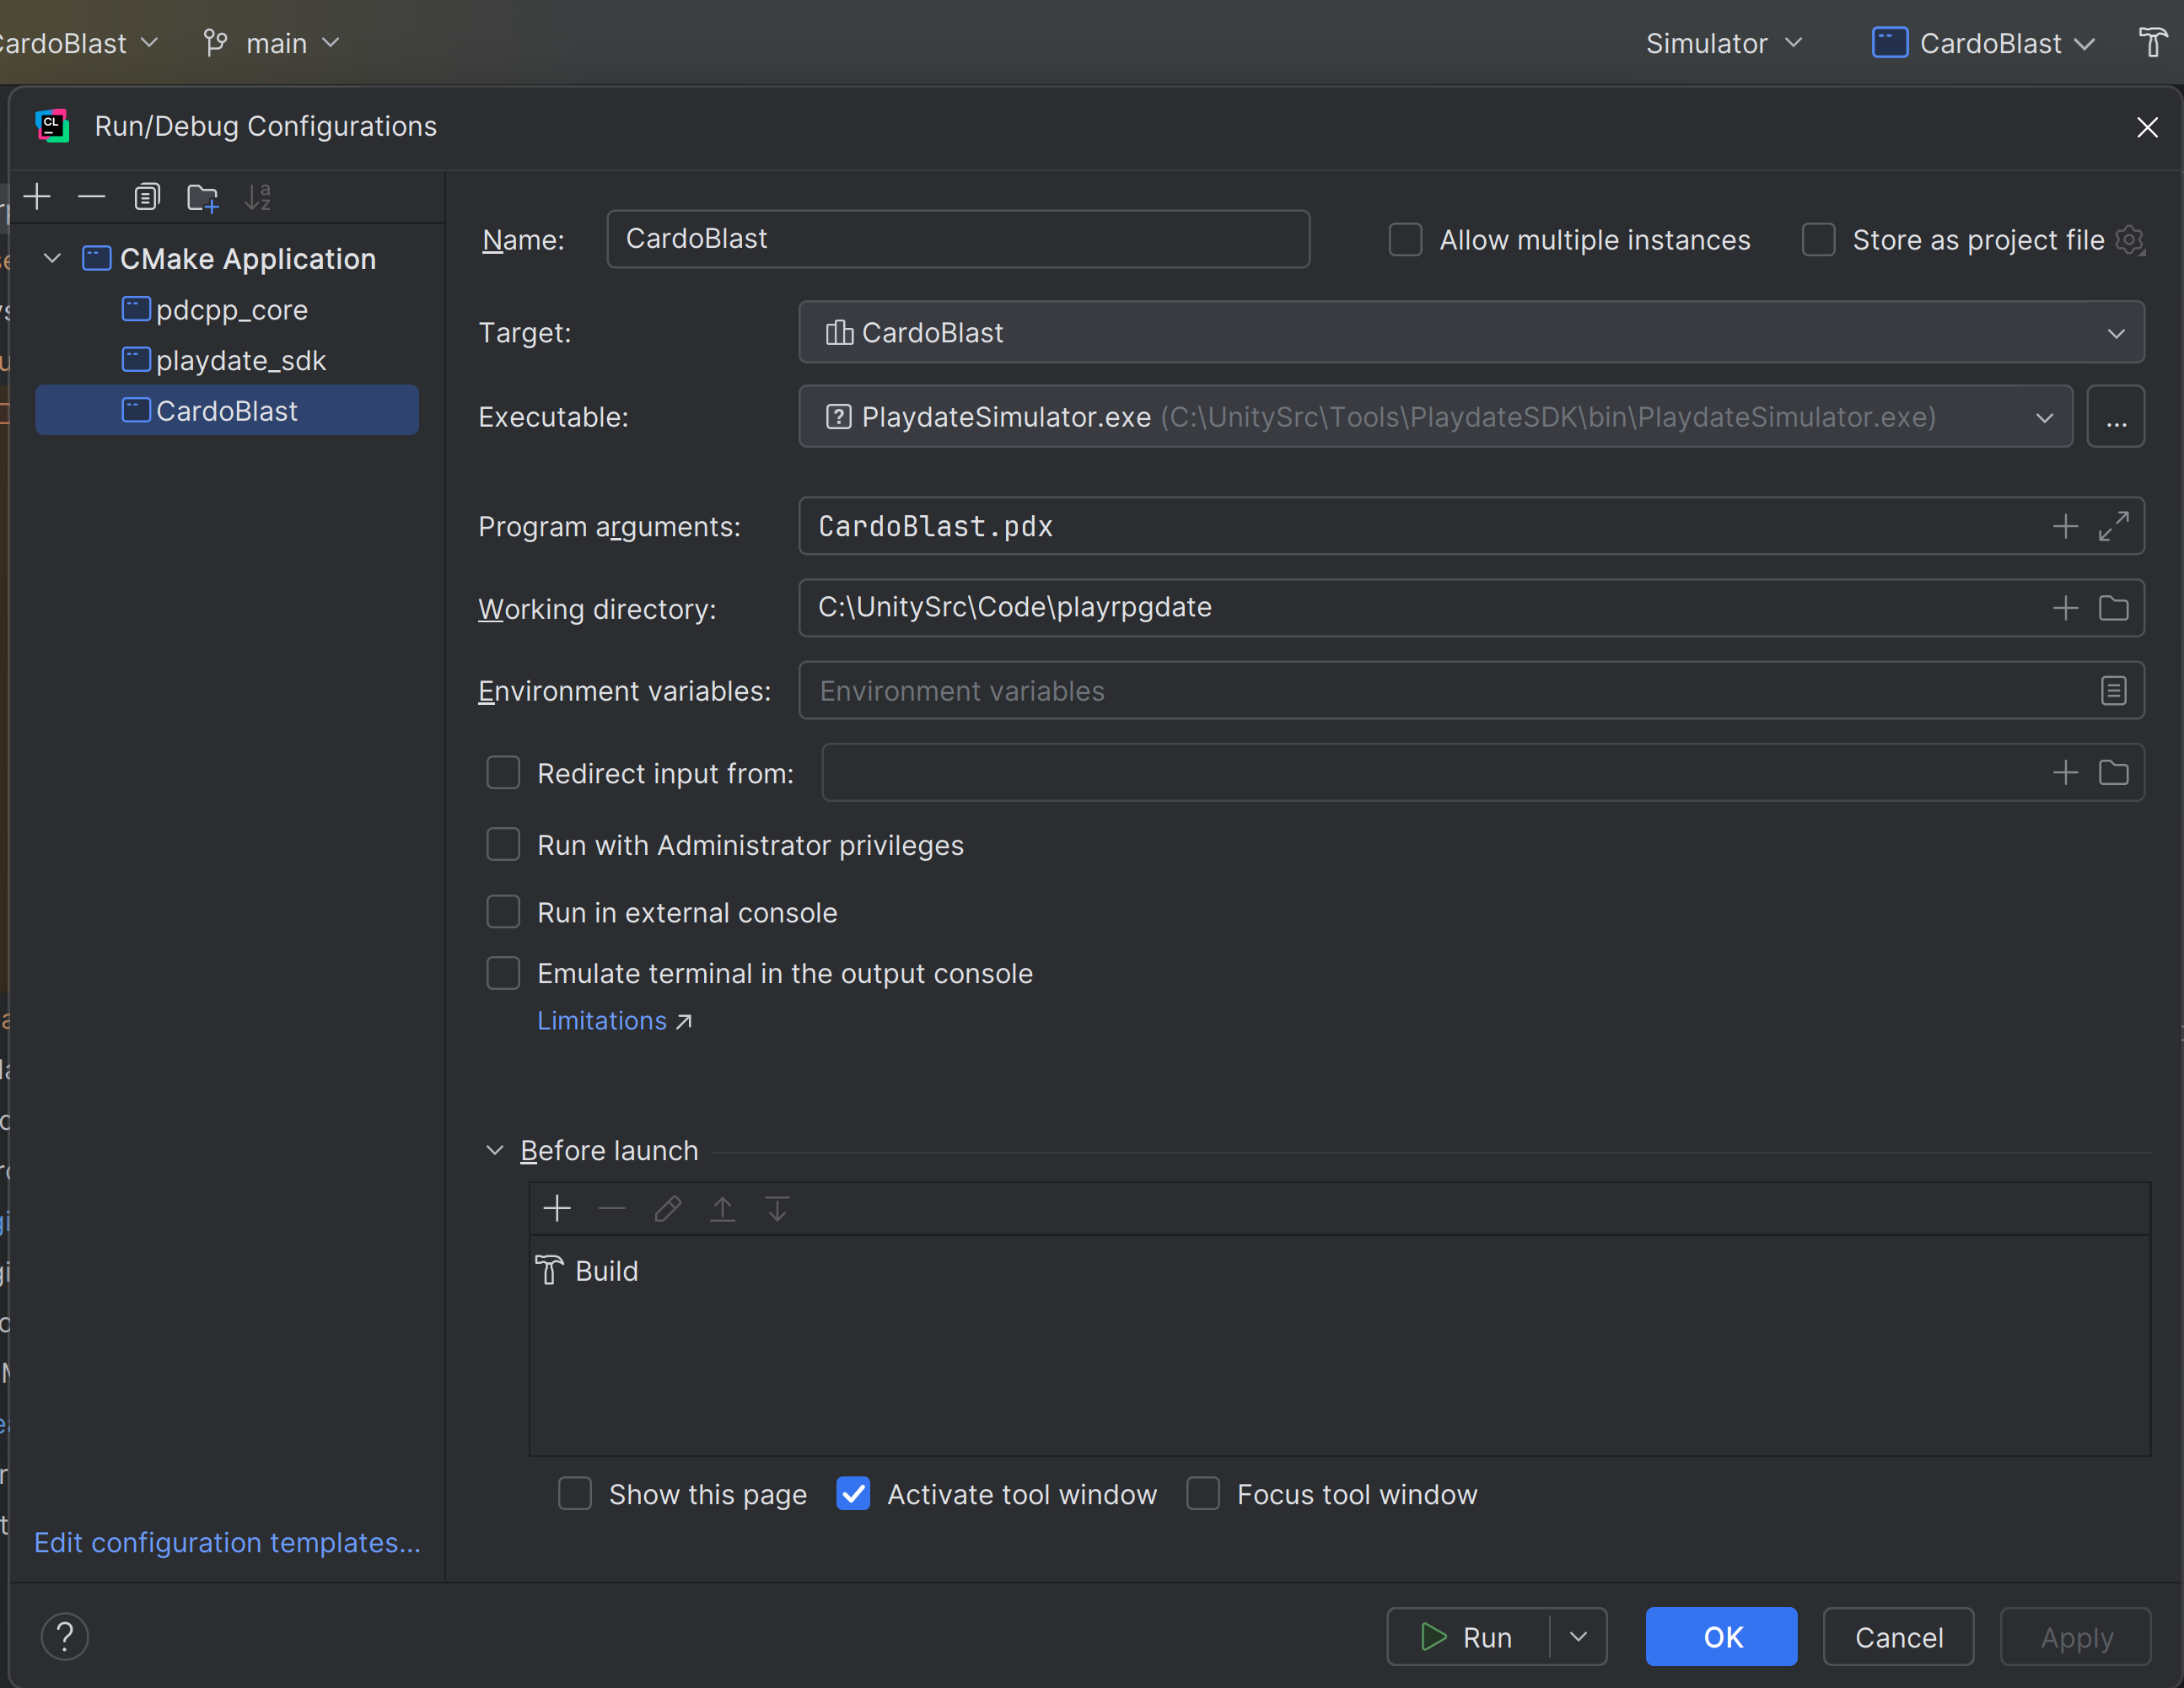 CardoBlast main Simulator CardoBlast
Run/Debug Configurations
CMake Application
pdcpp_core
playdate_sdk
CardoBlast
Edit configuration templates...
Name: CardoBlast Allow multiple instances Store as project file
Target: CardoBlast
Executable: PlaydateSimulator.exe (C:\UnitySrc\Tools\PlaydateSDK\bin\PlaydateSimulator.exe) ...
Program arguments: CardoBlast.pdx
Working directory: C:\UnitySrc\Code\playrpgdate
Environment variables: Environment variables
Redirect input from:
Run with Administrator privileges
Run in external console
Emulate terminal in the output console
Limitations ↗
Before launch
Build
Show this page Activate tool window Focus tool window
? Run OK Cancel Apply